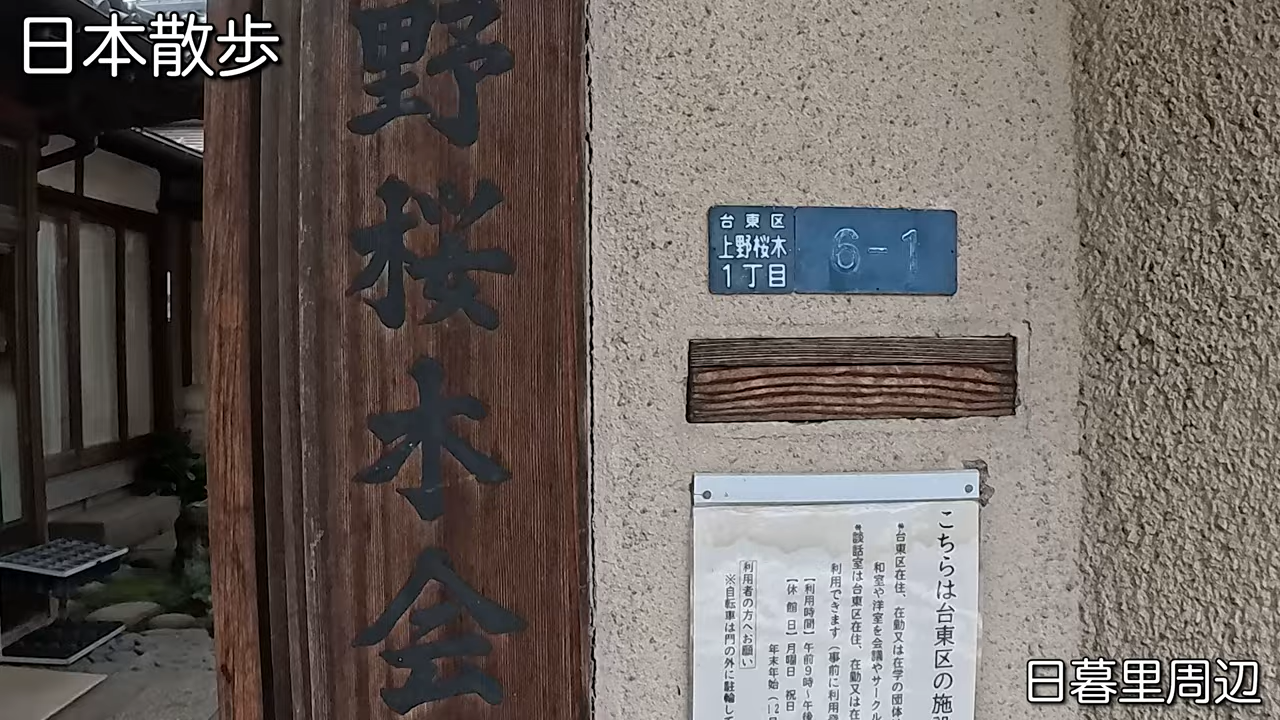 日本散歩
野桜木会
台東区
上野桜木
1丁目
6-1
こちらは台東区の施設
台東区在住、在勤又は在学の団体
和室や洋室を会議やサークル
談話室は台東区在住、在勤又は在
利用できます（事前に利用
【利用時間】午前9時～午後
【休館日】月曜日 祝日
年末年始（12
利用者の方へお願い
※自転車は門の外に駐輪して
日暮里周辺